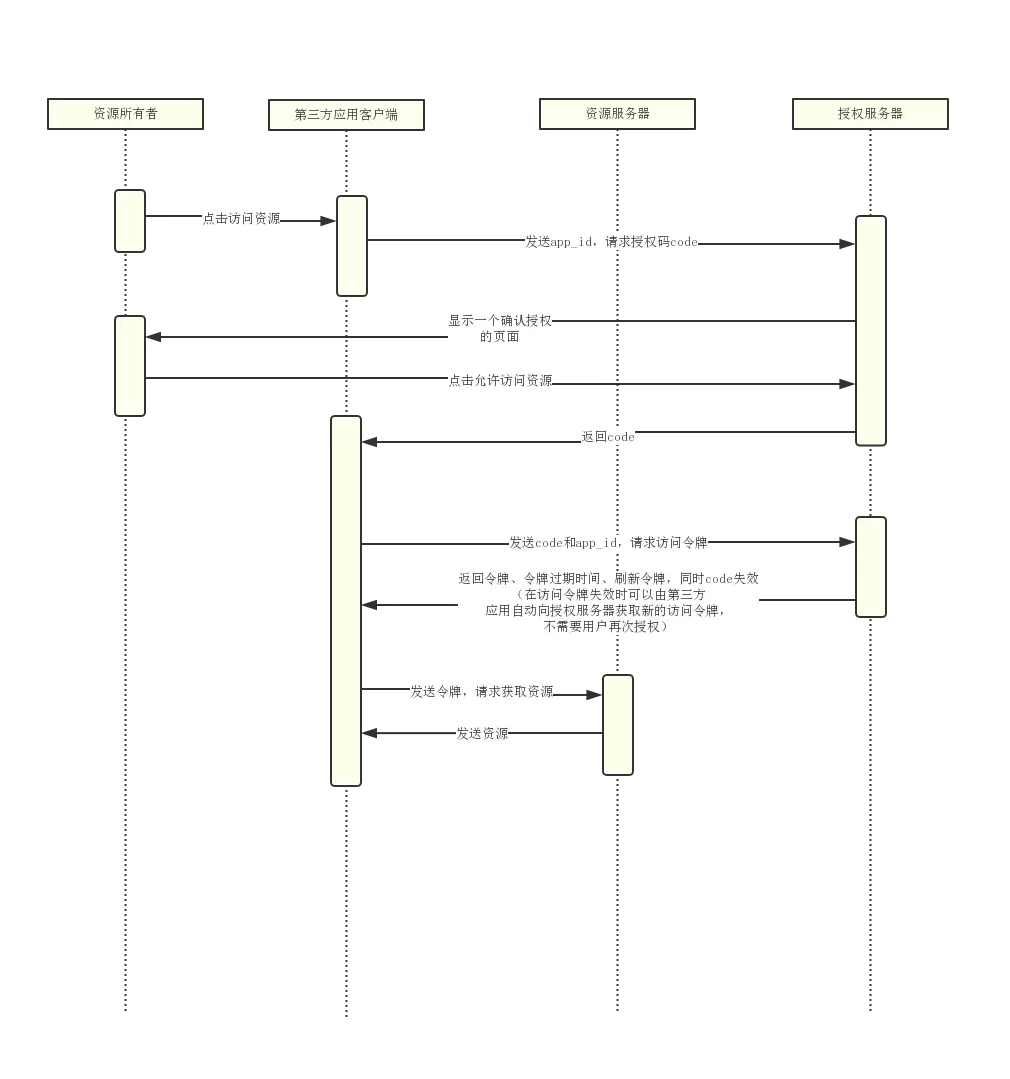 资源所有者
第三方应用客户端
资源服务器
授权服务器
点击访问资源
发送app_id，请求授权码code
显示一个确认授权
的页面
点击允许访问资源
返回code
发送code和app_id，请求访问令牌
返回令牌、令牌过期时间、刷新令牌，同时code失效
（在访问令牌失效时可以由第三方
应用自动向授权服务器获取新的访问令牌，
不需要用户再次授权）
发送令牌，请求获取资源
发送资源